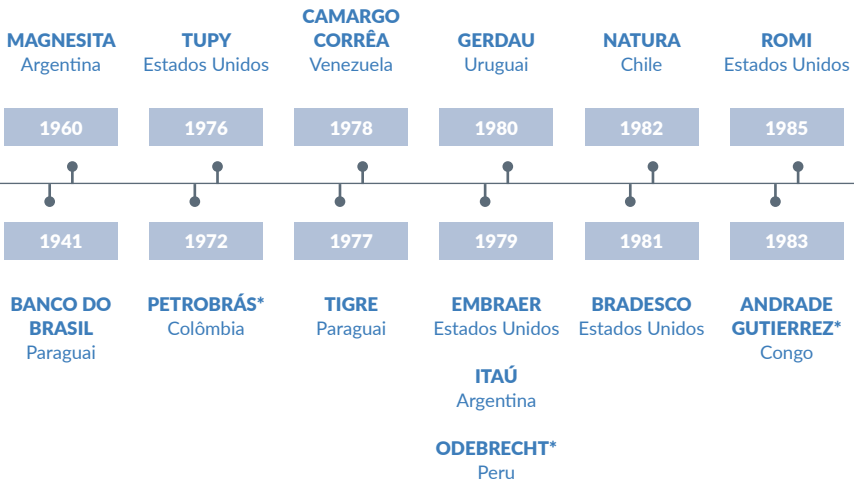 MAGNESITA
Argentina
TUPY
Estados Unidos
CAMARGO
CORRÊA
Venezuela
GERDAU
Uruguai
NATURA
Chile
ROMI
Estados Unidos
1960
1976
1978
1980
1982
1985
1941
1972
1977
1979
1981
1983
BANCO DO
BRASIL
Paraguai
PETROBRÁS*
Colômbia
TIGRE
Paraguai
EMBRAER
Estados Unidos
ITAÚ
Argentina
ODEBRECHT*
Peru
BRADESCO
Estados Unidos
ANDRADE
GUTIERREZ*
Congo